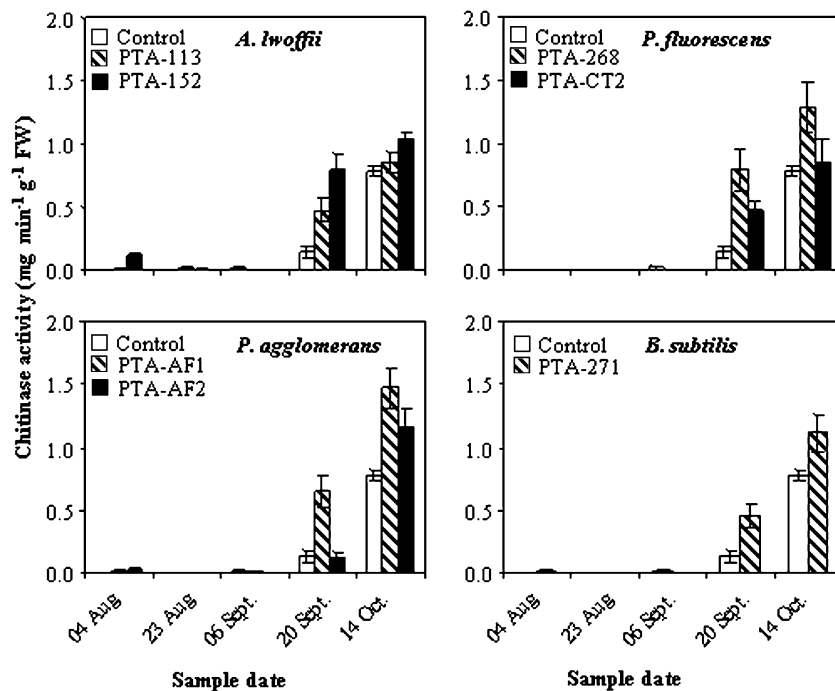 2.0
1.5
1.0
0.5
0.0
Control
PTA-113
PTA-152
A. lwoffii
2.0
1.5
1.0
0.5
0.0
Control
PTA-268
PTA-CT2
P. fluorescens
Chitinase activity (mg min-1 g-1 FW)
2.0
1.5
1.0
0.5
0.0
Control
PTA-AF1
PTA-AF2
P. agglomerans
2.0
1.5
1.0
0.5
0.0
Control
PTA-271
B. subtilis
04 Aug
23 Aug
06 Sept.
20 Sept.
14 Oct.
Sample date
04 Aug
23 Aug
06 Sept.
20 Sept.
14 Oct.
Sample date